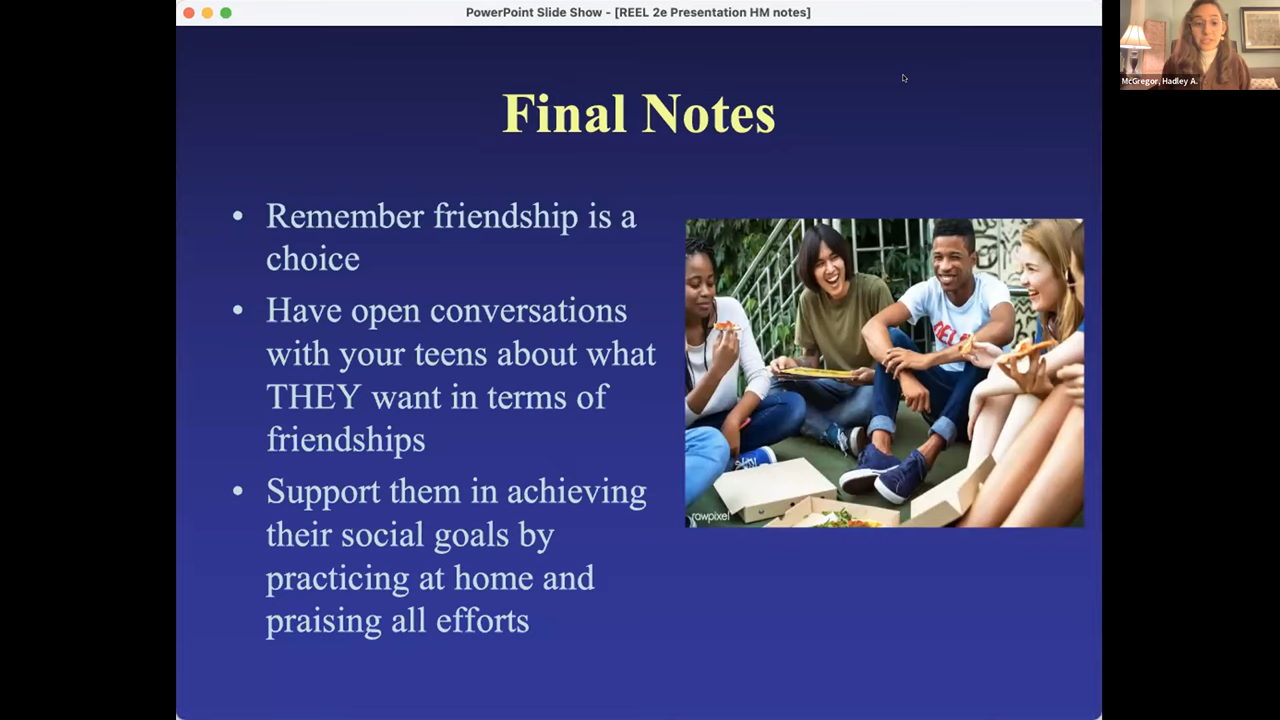 PowerPoint Slide Show - [REEL 2e Presentation HM notes]
McGregor, Hadley A.
Final Notes
• Remember friendship is a
choice
• Have open conversations
with your teens about what
THEY want in terms of
friendships
• Support them in achieving
their social goals by
practicing at home and
praising all efforts
rawpixel